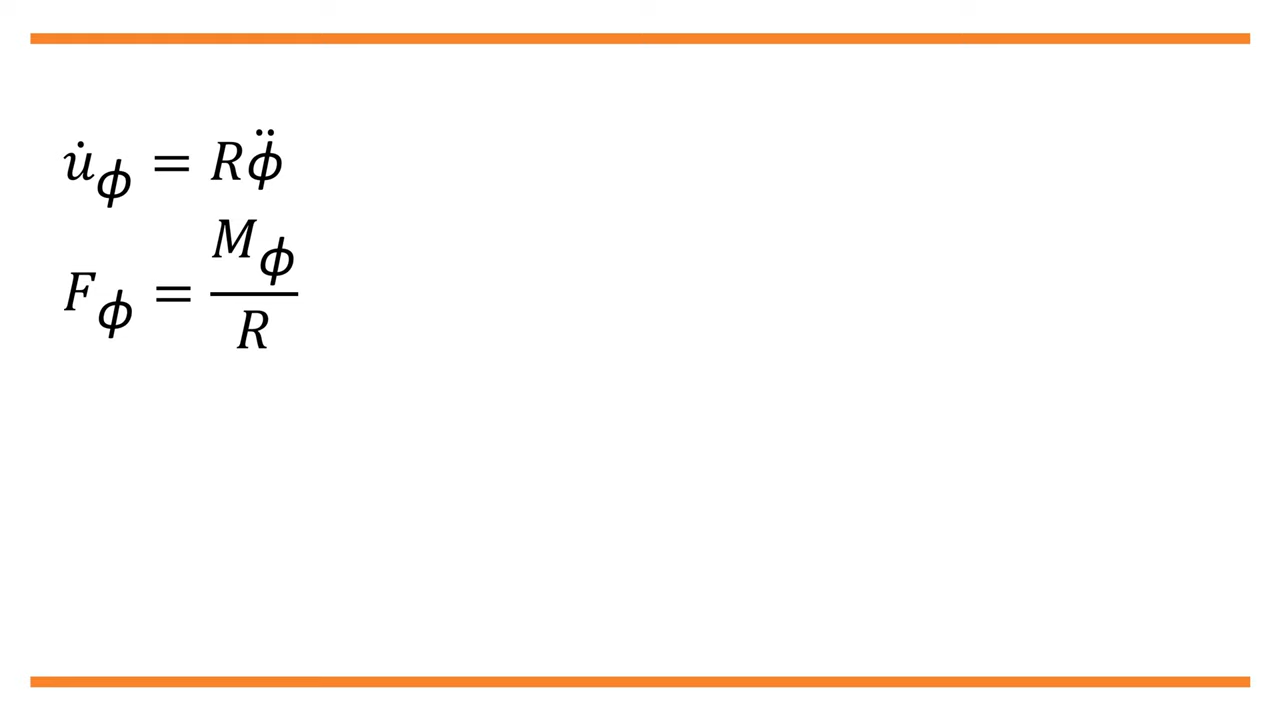 u̇_ϕ = Rϕ̈
F_ϕ = M_ϕ / R